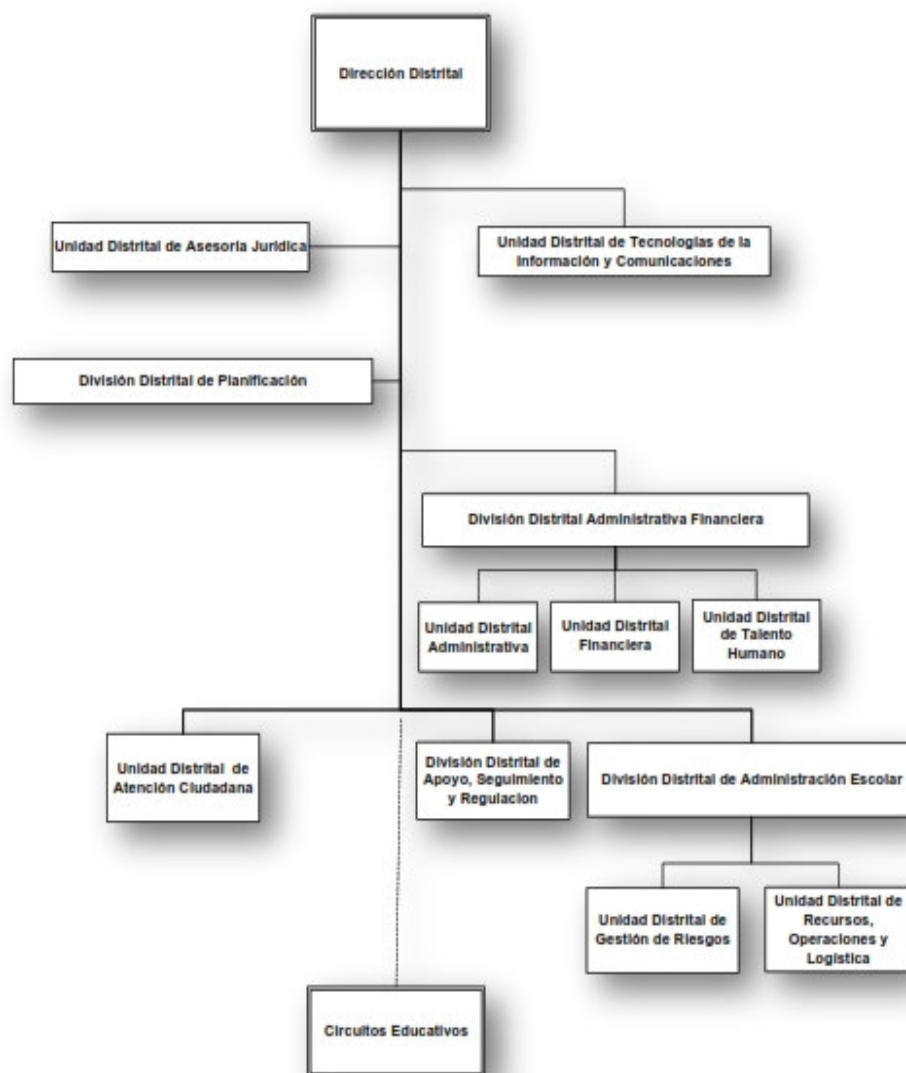 Dirección Distrital
Unidad Distrital de Asesoría Jurídica
Unidad Distrital de Tecnologías de la
Información y Comunicaciones
División Distrital de Planificación
División Distrital Administrativa Financiera
Unidad Distrital
Administrativa
Unidad Distrital
Financiera
Unidad Distrital
de Talento
Humano
Unidad Distrital de
Atención Ciudadana
División Distrital de
Apoyo, Seguimiento
y Regulacion
División Distrital de Administración Escolar
Unidad Distrital de
Gestión de Riesgos
Unidad Distrital de
Recursos,
Operaciones y
Logística
Circuitos Educativos